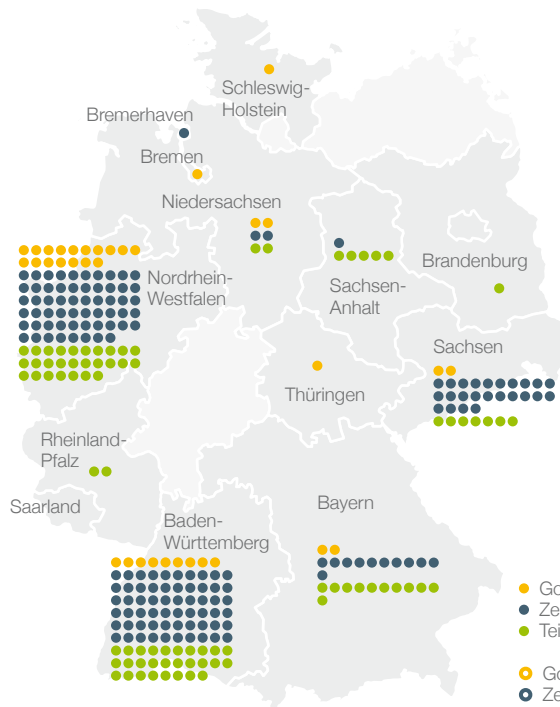 Schleswig-
Holstein
Bremerhaven
Bremen
Niedersachsen
Nordrhein-
Westfalen
Sachsen-
Anhalt
Brandenburg
Sachsen
Thüringen
Rheinland-
Pfalz
Saarland
Bayern
Baden-
Württemberg